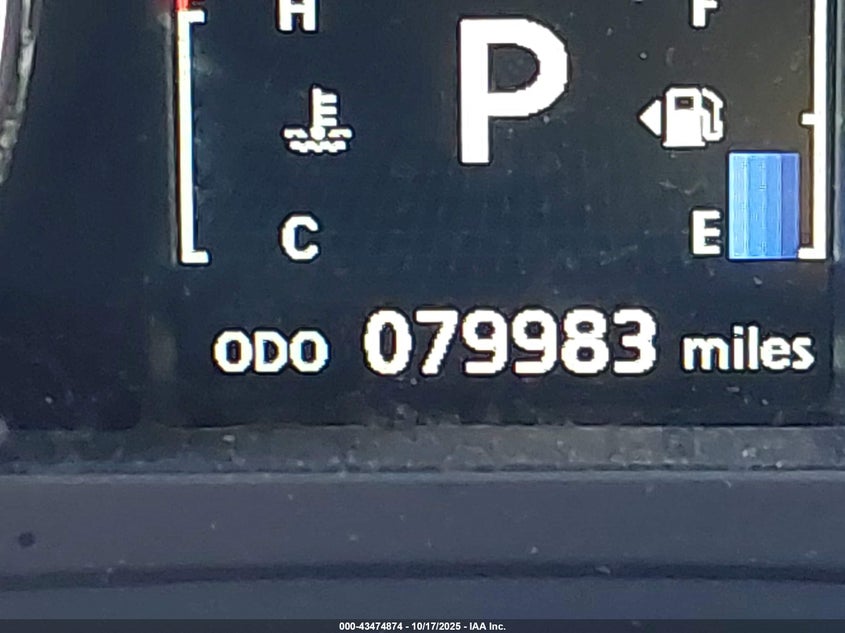 H F
P
C E
ODO 079983 miles
000-43474874 - 10/17/2025 - IAA Inc.